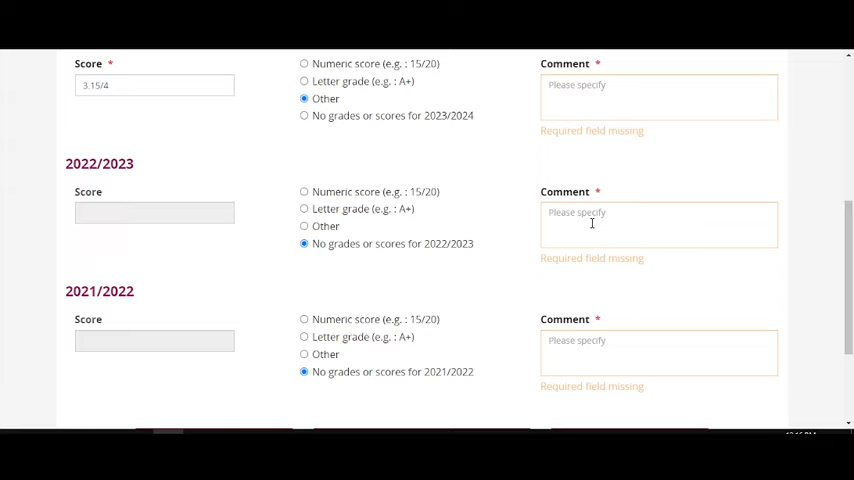 Score *
Numeric score (e.g. : 15/20)
Comment *
3.15/4
Letter grade (e.g. : A+)
Please specify
Other
No grades or scores for 2023/2024
Required field missing
2022/2023
Score
Numeric score (e.g. : 15/20)
Comment *
Letter grade (e.g. : A+)
Please specify
Other
No grades or scores for 2022/2023
Required field missing
2021/2022
Score
Numeric score (e.g. : 15/20)
Comment *
Letter grade (e.g. : A+)
Please specify
Other
No grades or scores for 2021/2022
Required field missing